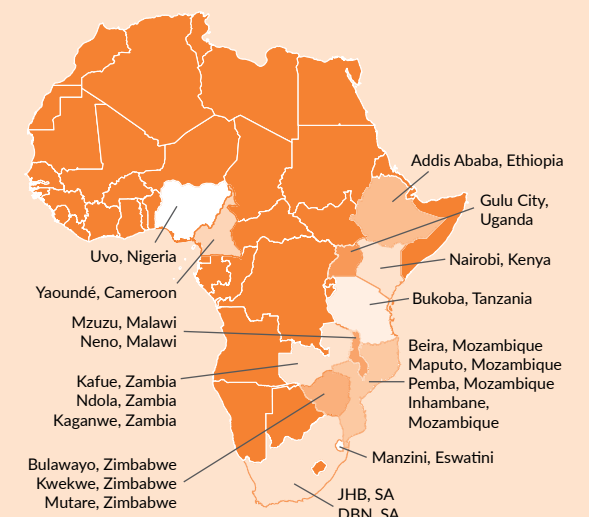 Addis Ababa, Ethiopia
Gulu City,
Uganda
Uvo, Nigeria
Nairobi, Kenya
Yaoundé, Cameroon
Bukoba, Tanzania
Mzuzu, Malawi
Neno, Malawi
Beira, Mozambique
Maputo, Mozambique
Pemba, Mozambique
Inhambane,
Mozambique
Kafue, Zambia
Ndola, Zambia
Kaganwe, Zambia
Manzini, Eswatini
Bulawayo, Zimbabwe
Kwekwe, Zimbabwe
Mutare, Zimbabwe
JHB, SA
DBN, SA